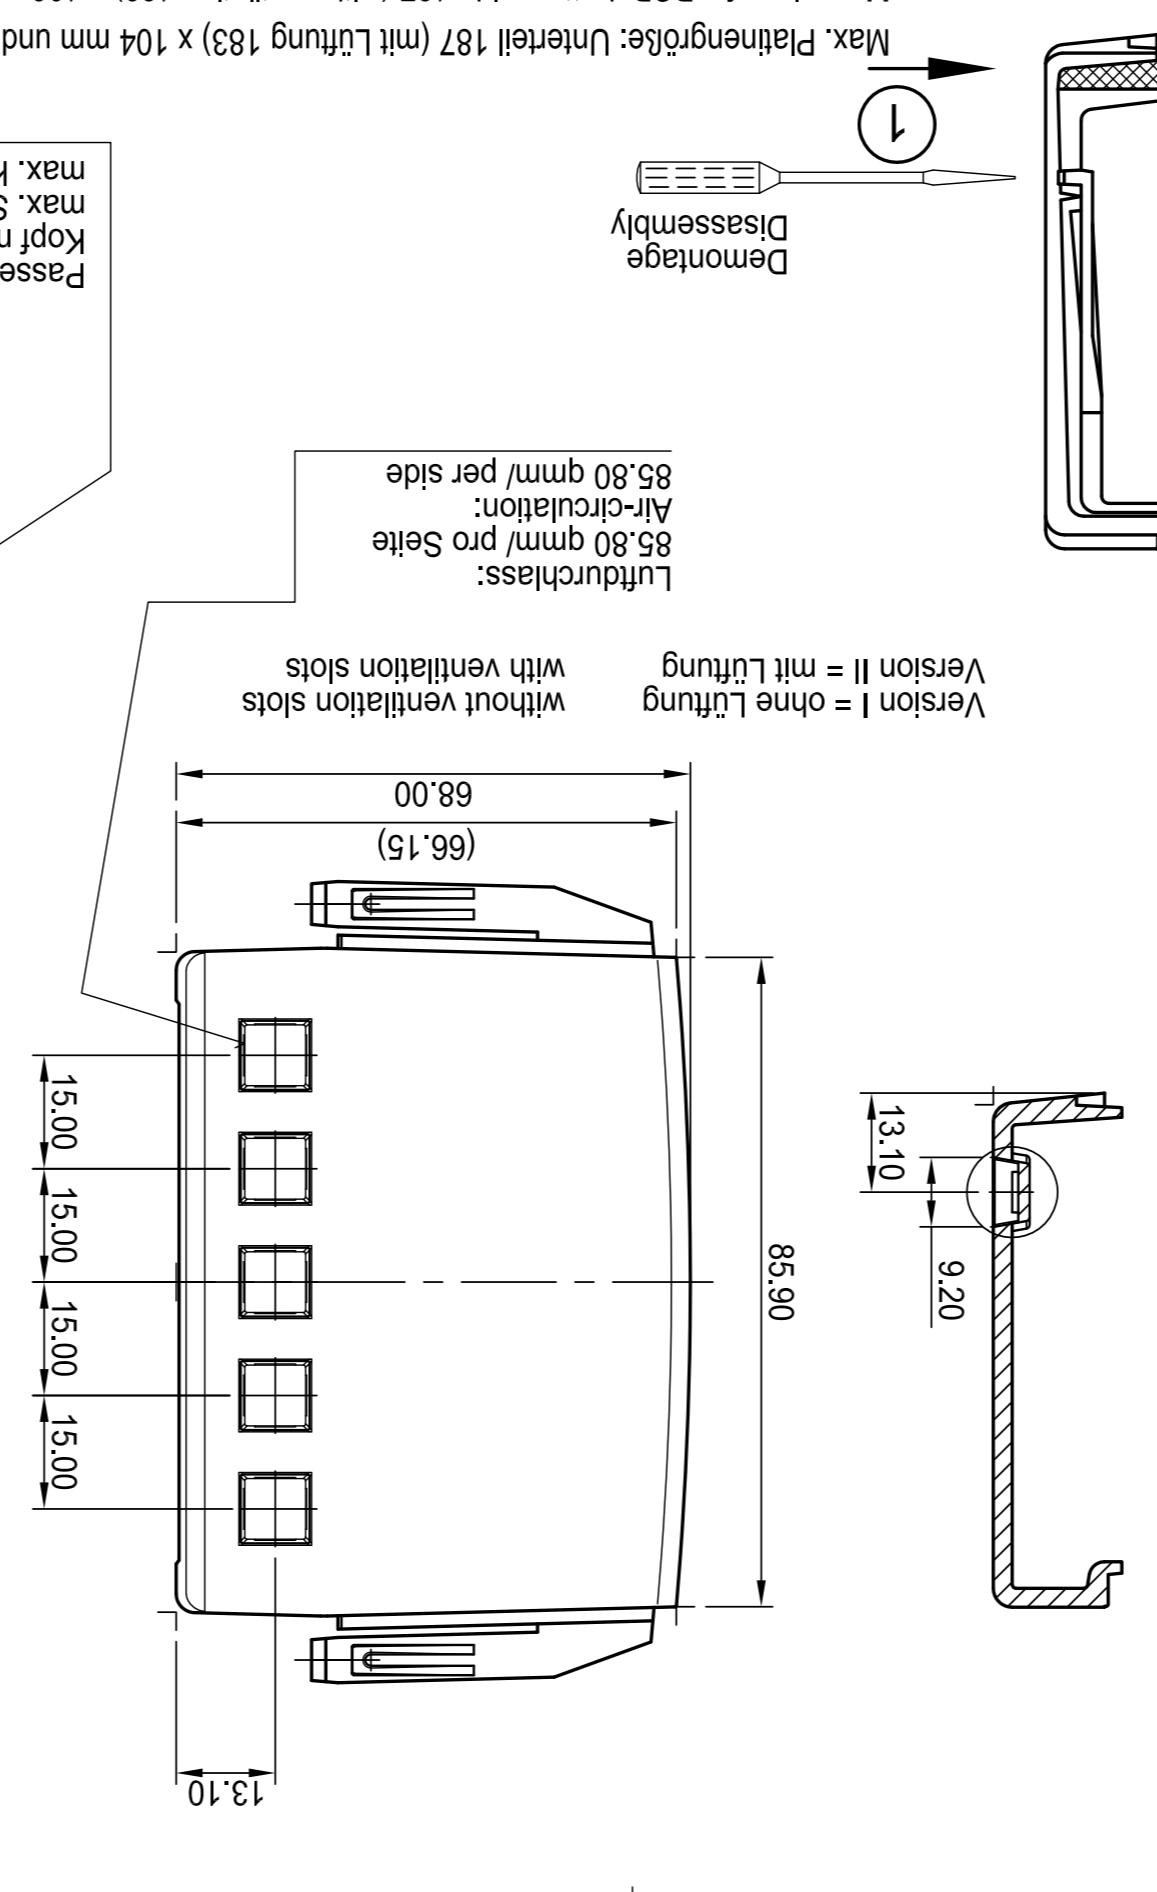 13.10
15.00
15.00
15.00
15.00
85.90
9.20
13.10
(66.15)
68.00
Version I = ohne Lüftung without ventilation slots
Version II = mit Lüftung with ventilation slots
Luftdurchlass:
85.80 qmm/ pro Seite
Air-circulation:
85.80 qmm/ per side
Demontage
Disassembly
Kopf
max.
max.
1
Max. Platinengröße: Unterteil 187 (mit Lüftung 183) x 104 mm und